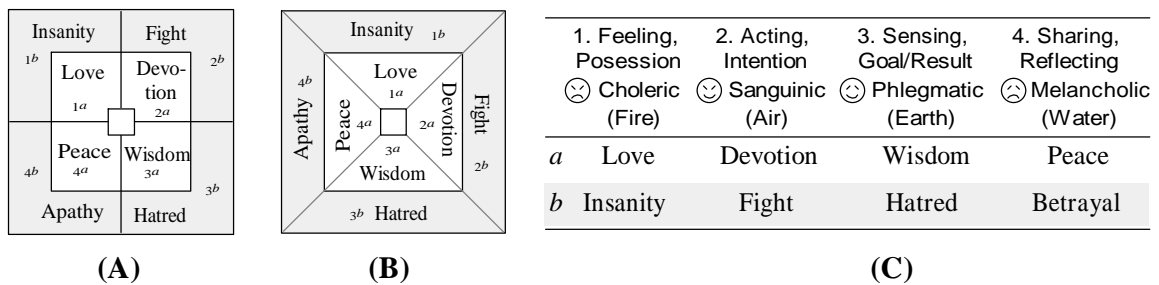 Insanity
Fight
1b
2b
Love
Devo-
tion
1a
2a
Peace
Wisdom
4a
3a
4b
3b
Apathy
Hatred
(A)
Insanity 1b
4b
Love
1a
Apathy
Peace
4a
2a
Devotion
Fight
3a
Wisdom
2b
3b Hatred
(B)
1. Feeling, 2. Acting, 3. Sensing, 4. Sharing,
Posession Intention Goal/Result Reflecting
Choleric Sanguinic Phlegmatic Melancholic
(Fire) (Air) (Earth) (Water)
a Love Devotion Wisdom Peace
b Insanity Fight Hatred Betrayal
(C)